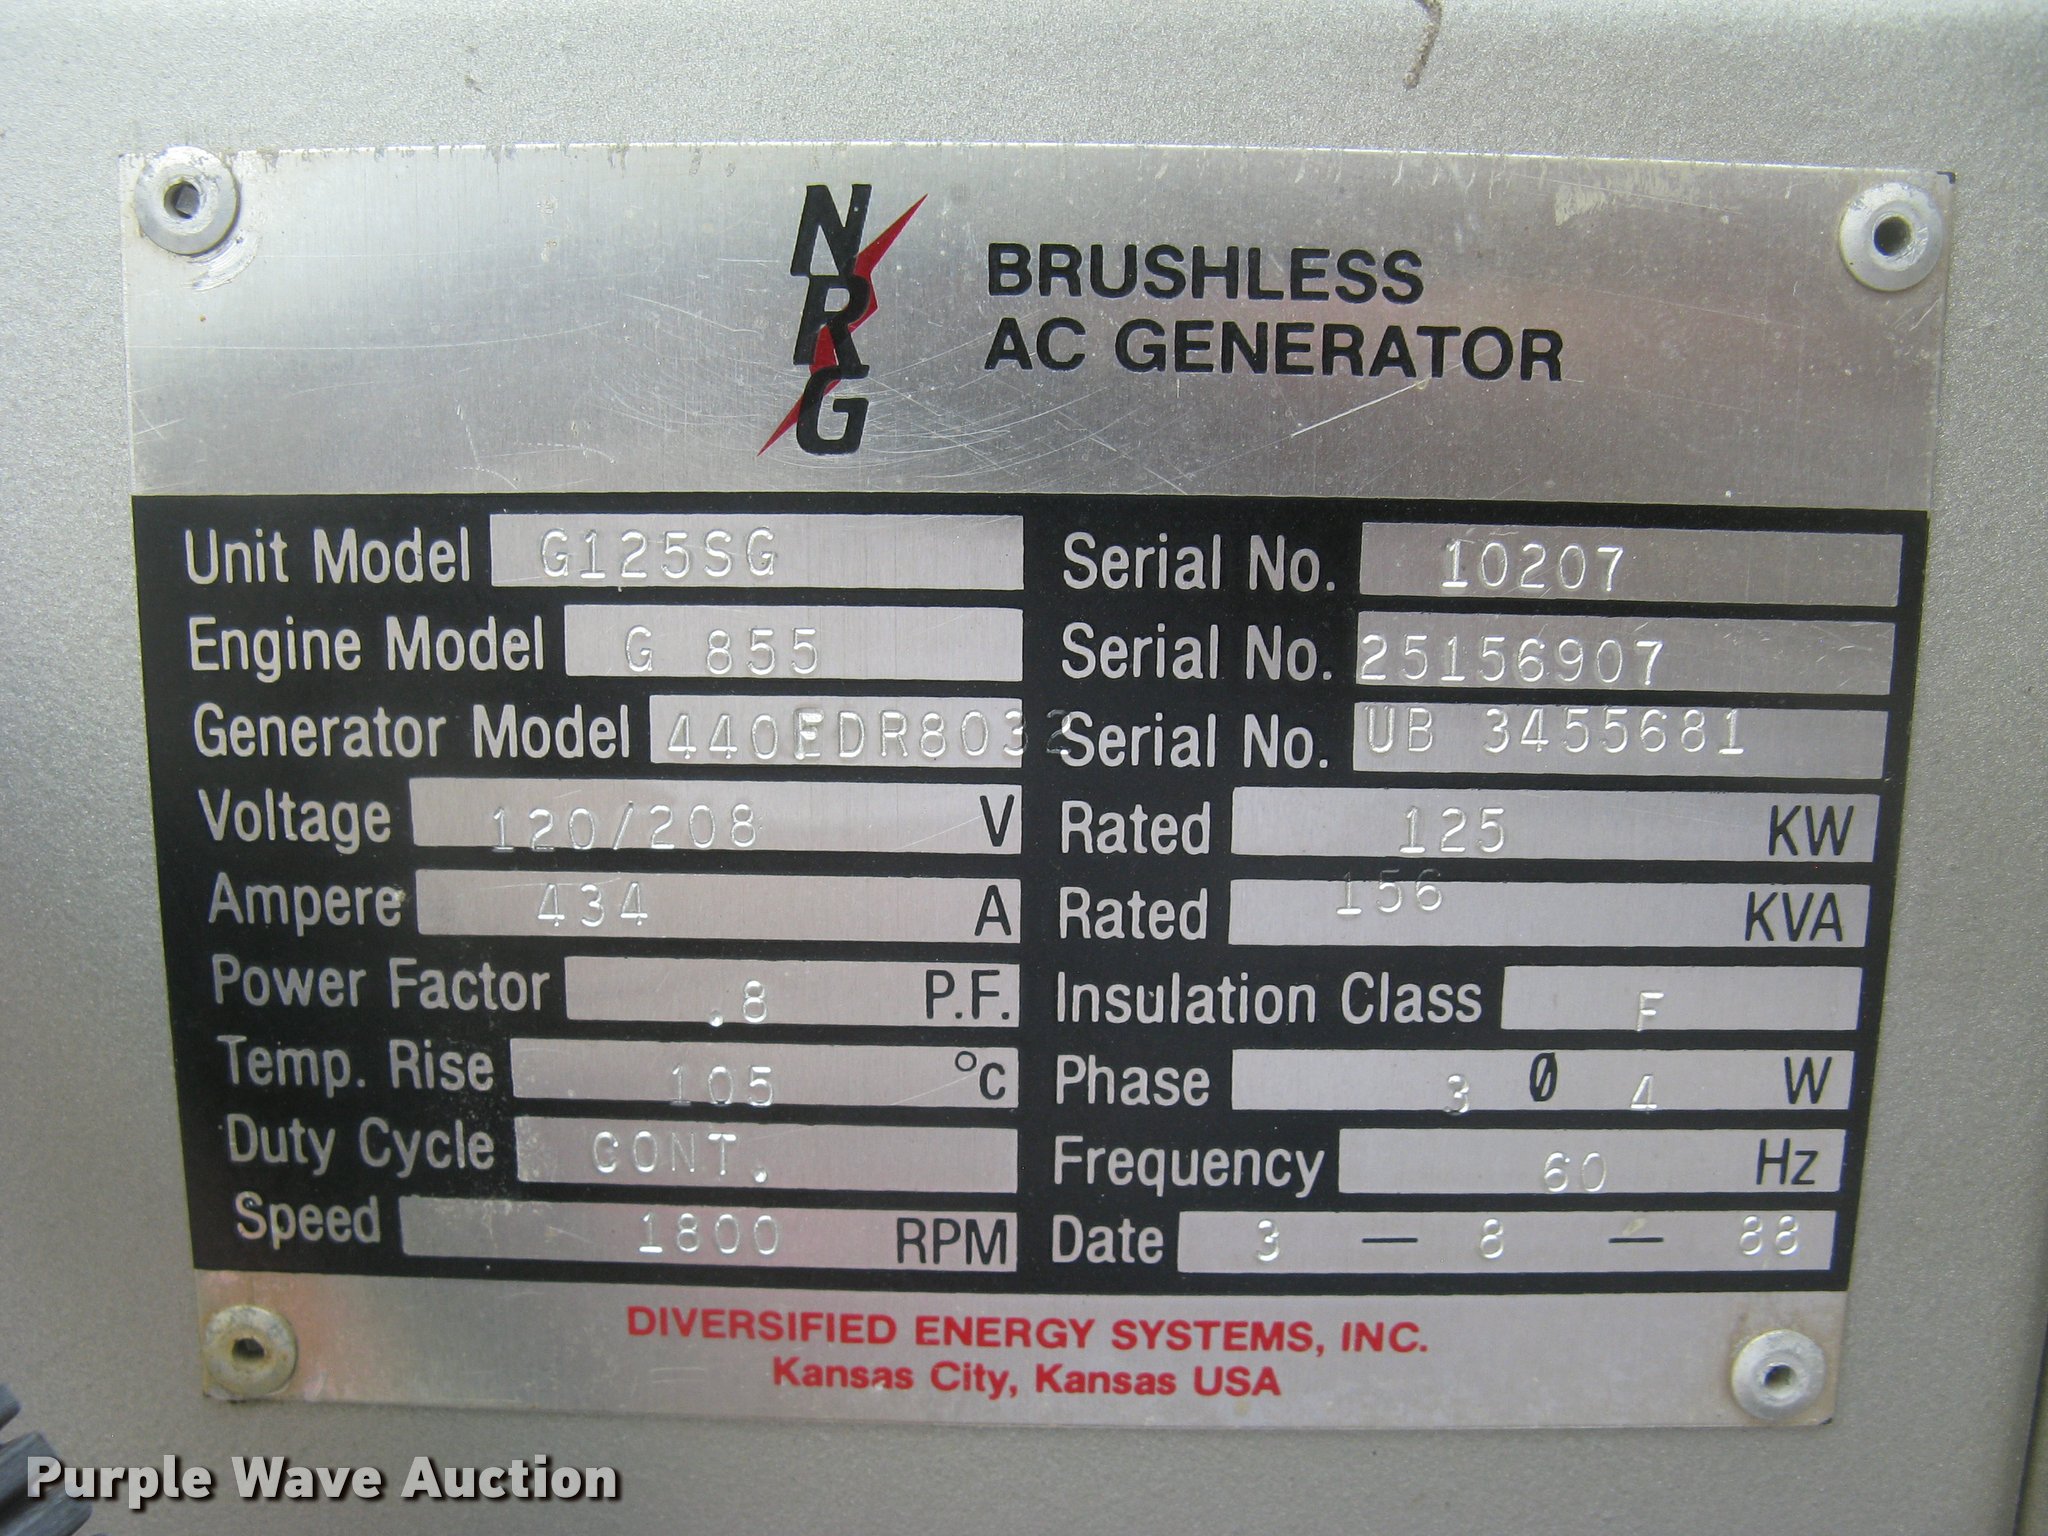 NRG
BRUSHLESS
AC GENERATOR
Unit Model G125SG Serial No. 10207
Engine Model G 855 Serial No. 25156907
Generator Model 440FDR8032 Serial No. UB 3455681
Voltage 120/208 V Rated 125 KW
Ampere 434 A Rated 156 KVA
Power Factor .8 P.F. Insulation Class F
Temp. Rise 105 °C Phase 3 Ø 4 W
Duty Cycle CONT. Frequency 60 Hz
Speed 1800 RPM Date 3 — 8 — 88
DIVERSIFIED ENERGY SYSTEMS, INC.
Kansas City, Kansas USA
Purple Wave Auction